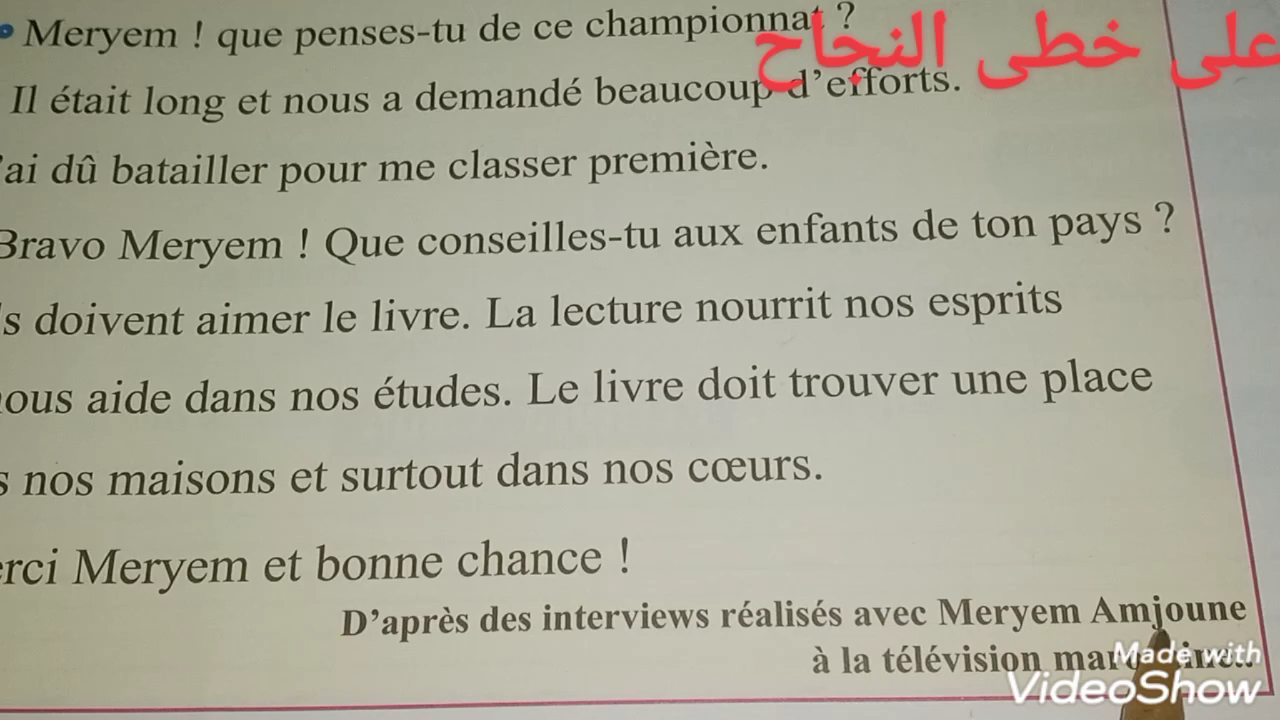 Meryem ! que penses-tu de ce championnat ?
على خطى النجاح
Il était long et nous a demandé beaucoup d'efforts.
'ai dû batailler pour me classer première.
Bravo Meryem ! Que conseilles-tu aux enfants de ton pays ?
s doivent aimer le livre. La lecture nourrit nos esprits
ous aide dans nos études. Le livre doit trouver une place
s nos maisons et surtout dans nos cœurs.
erci Meryem et bonne chance !
D'après des interviews réalisés avec Meryem Amjoune
à la télévision
Made with
VideoShow